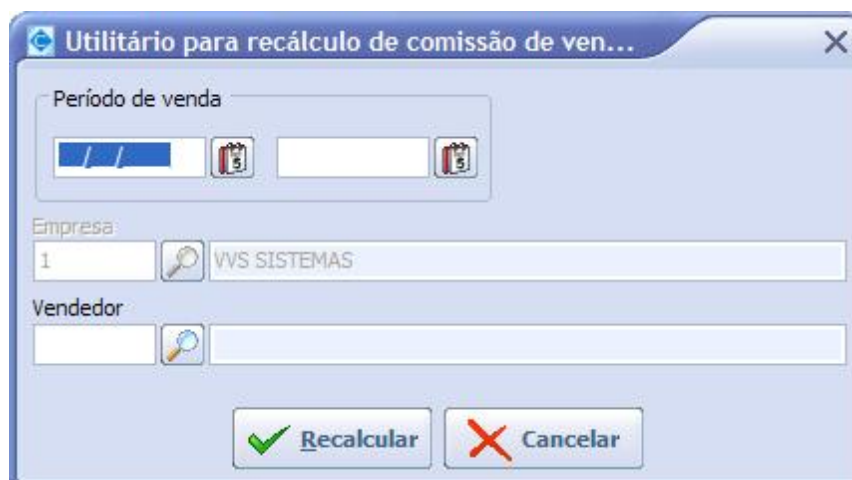 Utilitário para recálculo de comissão de ven...
Período de venda
/ /
Empresa
1 VVS SISTEMAS
Vendedor
Recalcular Cancelar